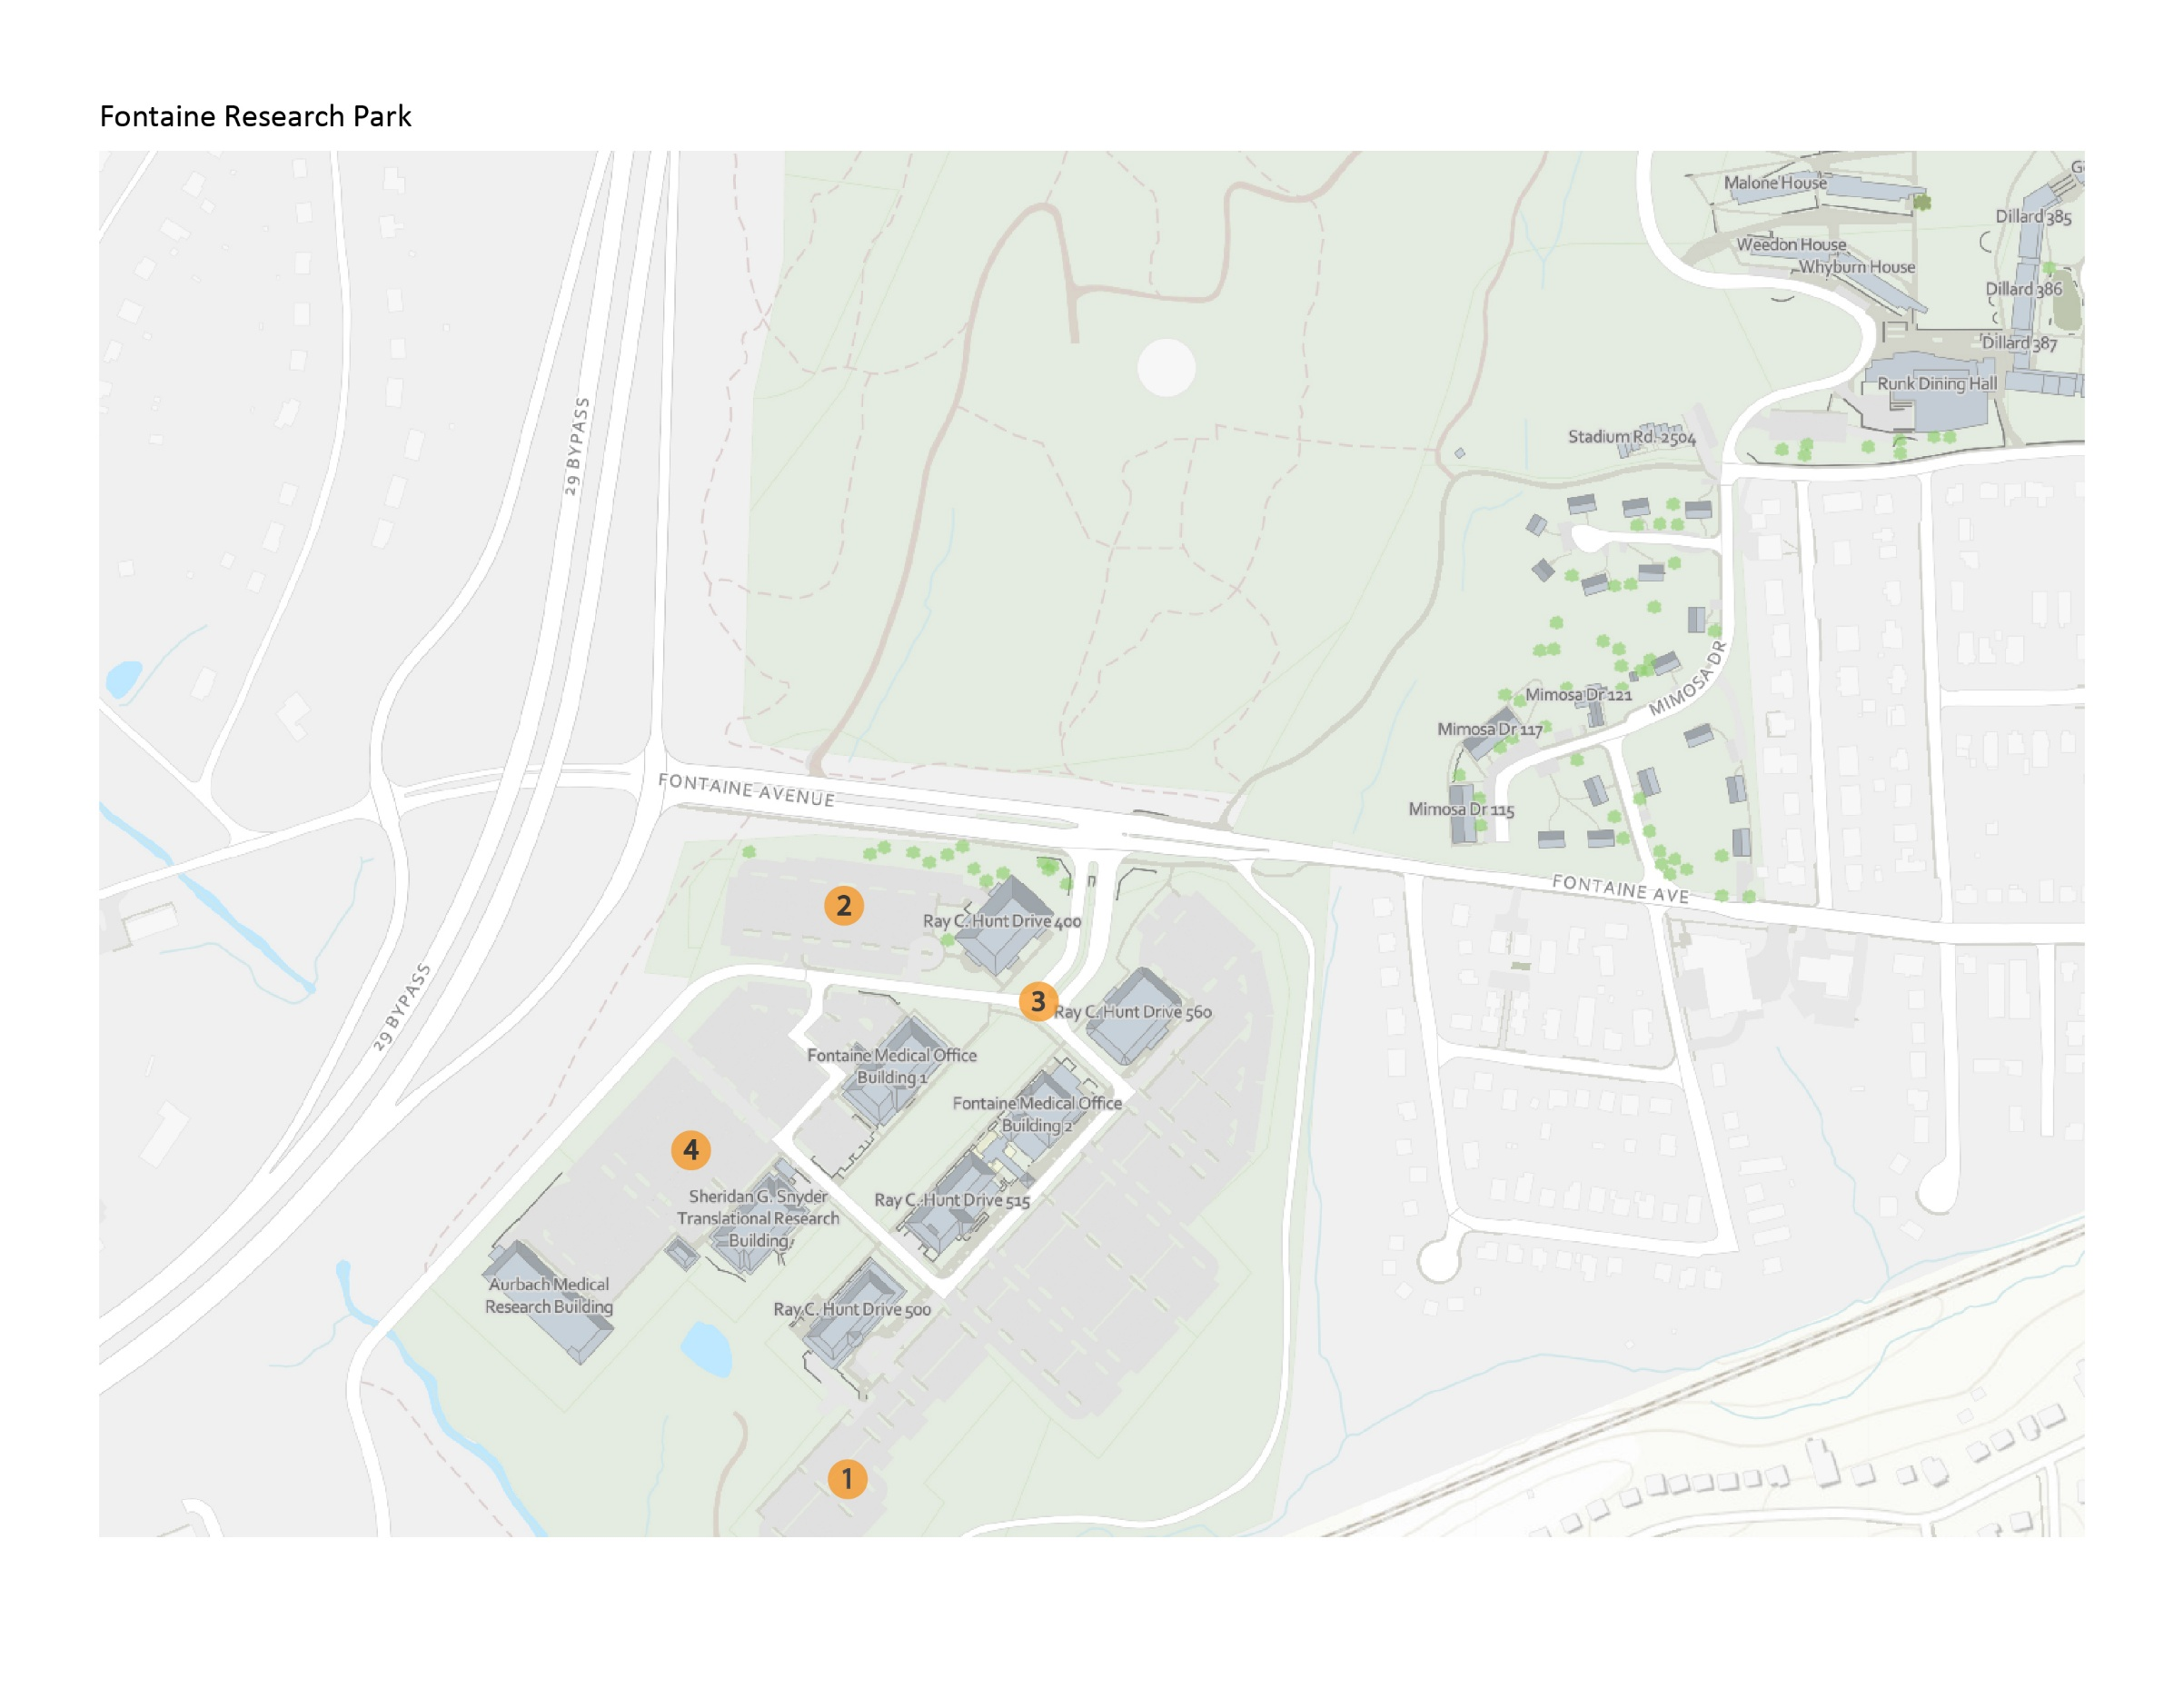 Fontaine Research Park
Malone House
Dillard 385
Weedon House
Whyburn House
Dillard 386
Dillard 387
Runk Dining Hall
29 BYPASS
Stadium Rd. 2504
MIMOSA DR
Mimosa Dr 121
Mimosa Dr 117
FONTAINE AVENUE
Mimosa Dr 115
FONTAINE AVE
2
Ray C. Hunt Drive 400
29 BYPASS
3
Ray C. Hunt Drive 560
Fontaine Medical Office
Building 1
Fontaine Medical Office
Building 2
4
Sheridan G. Snyder
Translational Research
Building
Ray C. Hunt Drive 515
Aurbach Medical
Research Building
Ray C. Hunt Drive 500
1